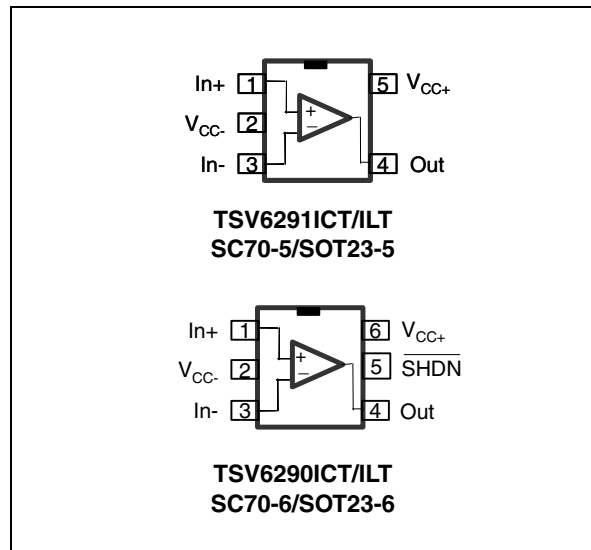 In+ 1 5 VCC+
VCC- 2 + −
In- 3 4 Out
TSV6291ICT/ILT
SC70-5/SOT23-5
In+ 1 6 VCC+
VCC- 2 + − 5 SHDN
In- 3 4 Out
TSV6290ICT/ILT
SC70-6/SOT23-6